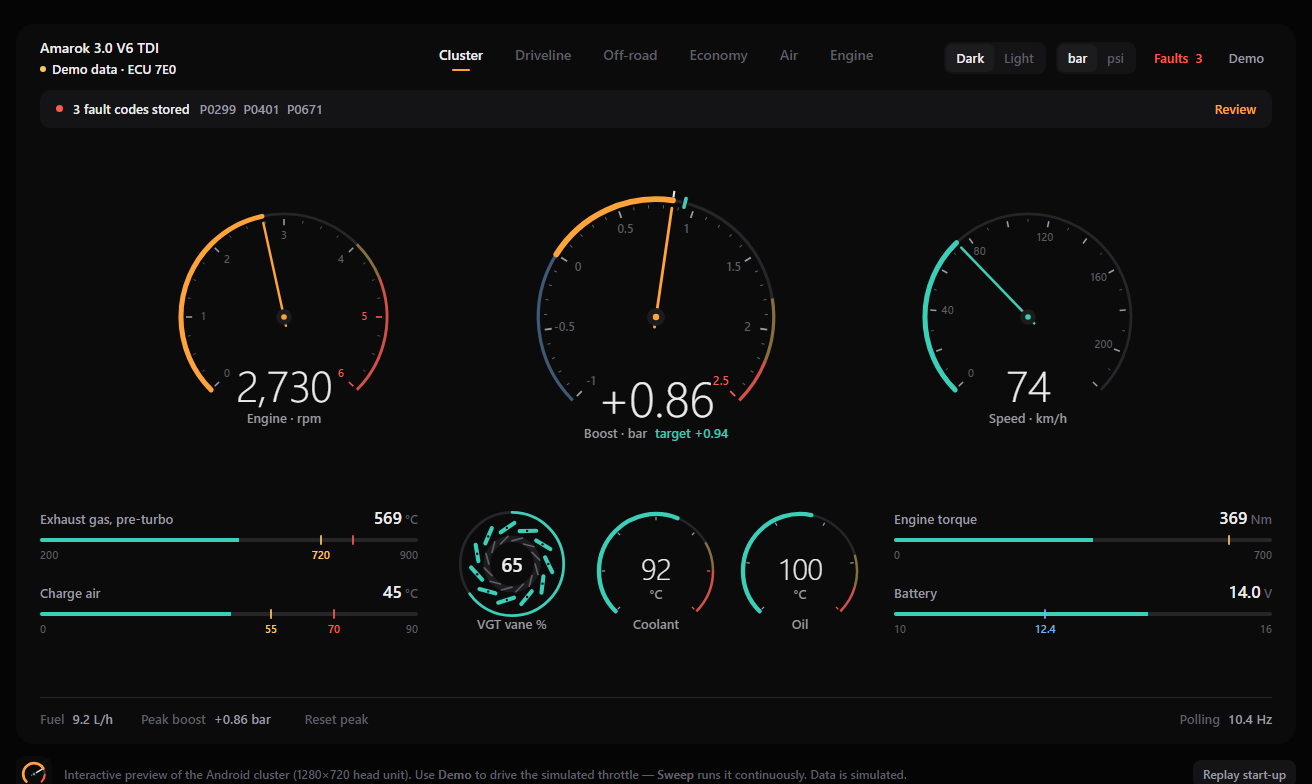 Amarok 3.0 V6 TDI
Demo data · ECU 7E0
Cluster Driveline Off-road Economy Air Engine
Dark Light bar psi Faults 3 Demo
3 fault codes stored P0299 P0401 P0671 Review
0 1 2 3 4 5 6
2,730
Engine · rpm
-1 -0.5 0 0.5 1 1.5 2 2.5
+0.86
Boost · bar target +0.94
0 40 80 120 160 200
74
Speed · km/h
Exhaust gas, pre-turbo 569 °C
200 720 900
Charge air 45 °C
0 55 70 90
65
VGT vane %
92
°C
Coolant
100
°C
Oil
Engine torque 369 Nm
0 700
Battery 14.0 V
10 12.4 16
Fuel 9.2 L/h Peak boost +0.86 bar Reset peak Polling 10.4 Hz
Interactive preview of the Android cluster (1280×720 head unit). Use Demo to drive the simulated throttle — Sweep runs it continuously. Data is simulated. Replay start-up